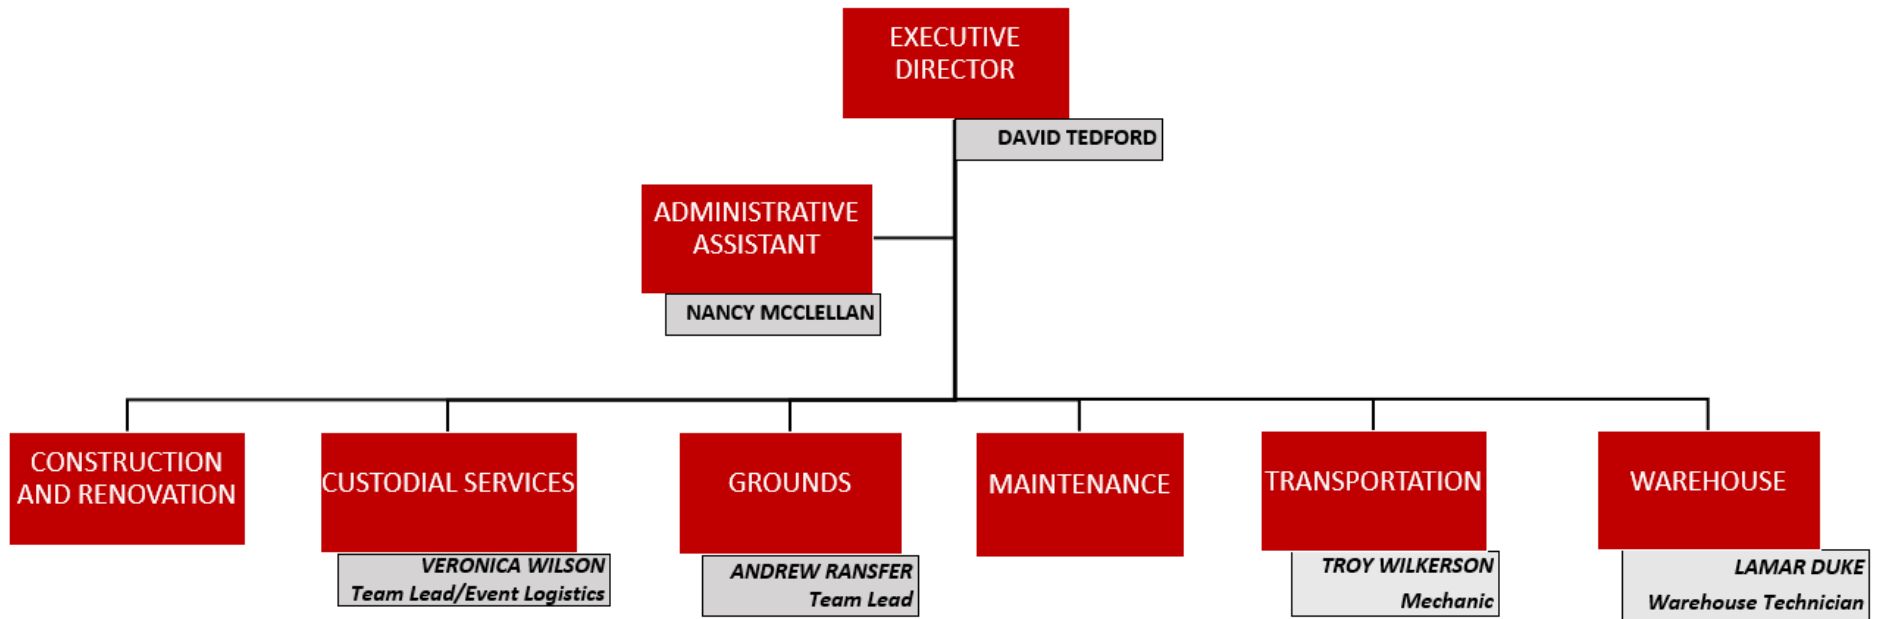 EXECUTIVE
DIRECTOR
DAVID TEDFORD
ADMINISTRATIVE
ASSISTANT
NANCY MCCLELLAN
CONSTRUCTION
AND RENOVATION
CUSTODIAL SERVICES
VERONICA WILSON
Team Lead/Event Logistics
GROUNDS
ANDREW RANSFER
Team Lead
MAINTENANCE
TRANSPORTATION
TROY WILKERSON
Mechanic
WAREHOUSE
LAMAR DUKE
Warehouse Technician